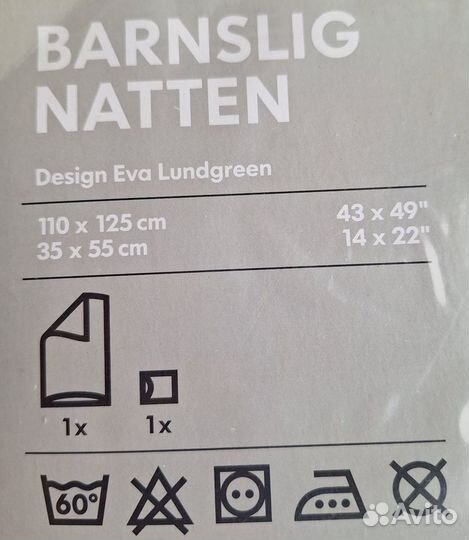 BARNSLIG
NATTEN
Design Eva Lundgreen
110 x 125 cm 43 x 49"
35 x 55 cm 14 x 22"
1x 1x
60°
Avito